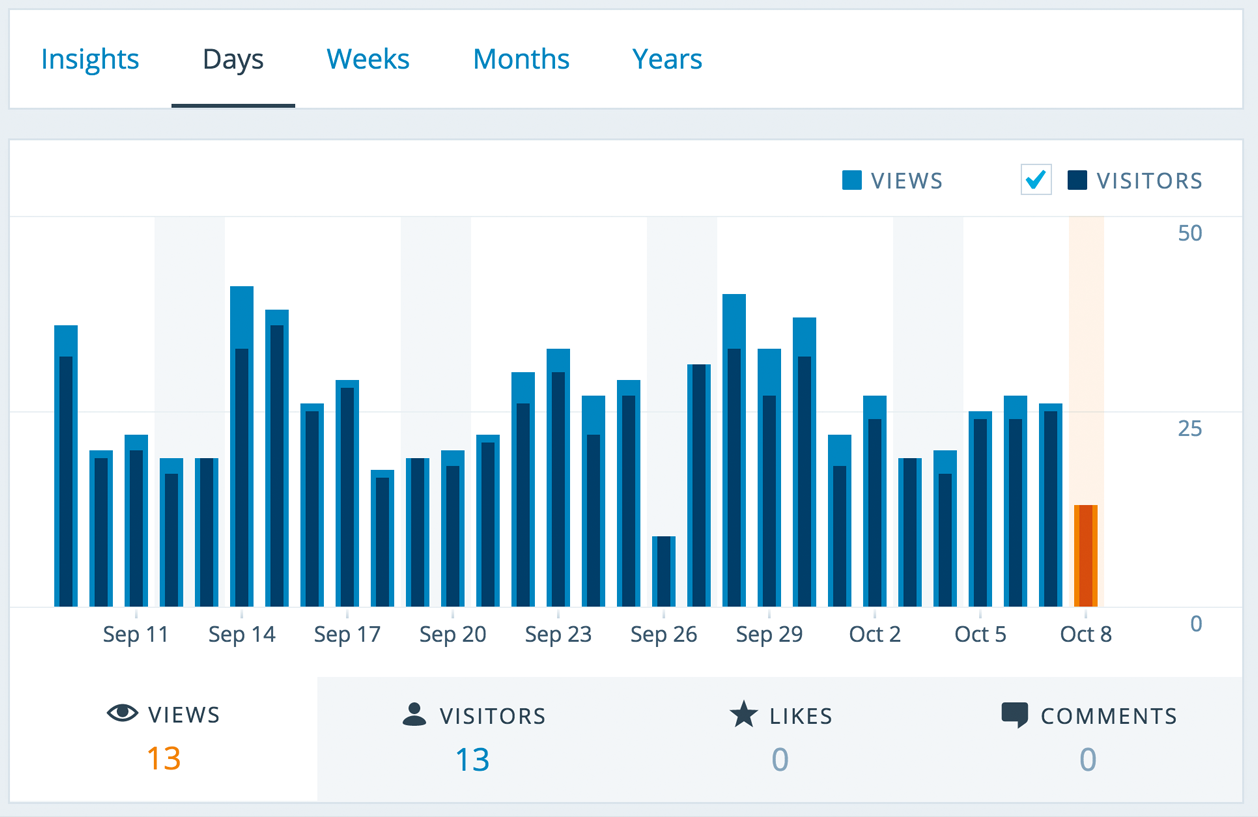 Insights Days Weeks Months Years
VIEWS VISITORS
50
25
0
Sep 11 Sep 14 Sep 17 Sep 20 Sep 23 Sep 26 Sep 29 Oct 2 Oct 5 Oct 8
VIEWS VISITORS LIKES COMMENTS
13 13 0 0